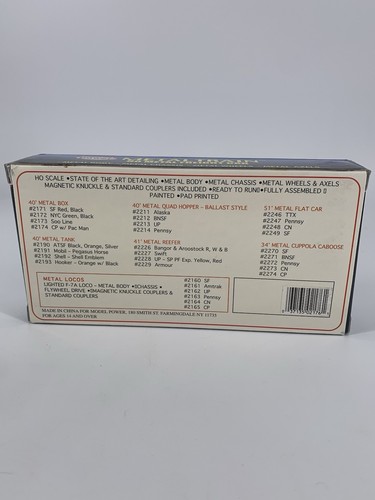 METAL TRAIN
HO SCALE •STATE OF THE ART DETAILING •METAL BODY •METAL CHASSIS •METAL WHEELS & AXELS
MAGNETIC KNUCKLE & STANDARD COUPLERS INCLUDED •READY TO RUN •FULLY ASSEMBLED
PAINTED •PAD PRINTED
40' METAL BOX
#2171 SF Red, Black
#2172 NYC Green, Black
#2173 Soo Line
#2174 CP w/ Pac Man
40' METAL TANK
#2190 ATSF Black, Orange, Silver
#2191 Mobil - Pegasus Horse
#2192 Shell - Shell Emblem
#2193 Hooker - Orange w/ Black
40' METAL QUAD HOPPER - BALLAST STYLE
#2211 Alaska
#2212 BNSF
#2213 UP
#2214 Pennsy
41' METAL REEFER
#2226 Bangor & Aroostock R, W & B
#2227 Swift
#2228 UP - SP PF Exp. Yellow, Red
#2229 Armour
51' METAL FLAT CAR
#2246 TTX
#2247 Pennsy
#2248 CN
#2249 SF
34' METAL CUPPOLA CABOOSE
#2270 SF
#2271 BNSF
#2272 Pennsy
#2273 CN
#2274 CP
METAL LOCOS
LIGHTED F-7A LOCO - METAL BODY •CHASSIS •
FLYWHEEL DRIVE •MAGNETIC KNUCKLE COUPLERS &
STANDARD COUPLERS
#2160 SF
#2161 Amtrak
#2162 UP
#2163 Pennsy
#2164 CN
#2165 CP
MADE IN CHINA FOR MODEL POWER, 180 SMITH ST. FARMINGDALE NY 11735
FOR AGES 14 AND OVER